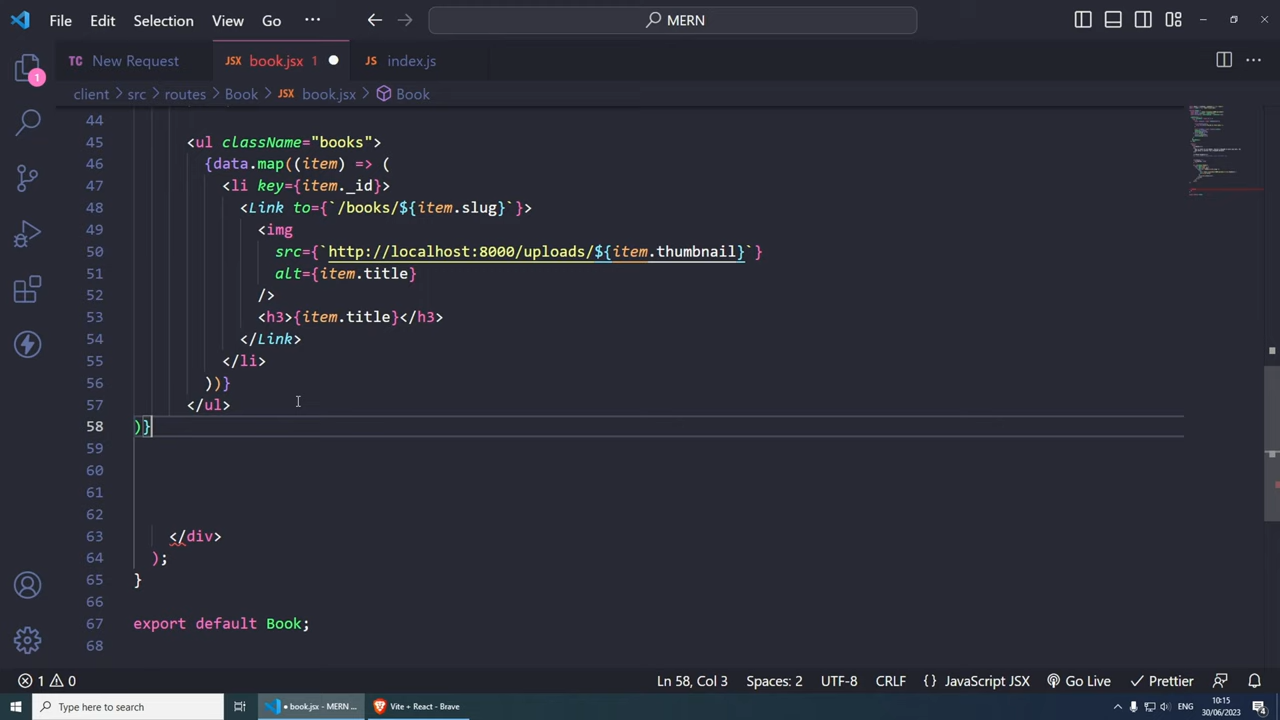 File Edit Selection View Go ··· MERN
New Request book.jsx 1 index.js
client > src > routes > Book > book.jsx > Book
44
45 <ul className="books">
46 {data.map((item) => (
47 <li key={item._id}>
48 <Link to={`/books/${item.slug}`}>
49 <img
50 src={`http://localhost:8000/uploads/${item.thumbnail}`}
51 alt={item.title}
52 />
53 <h3>{item.title}</h3>
54 </Link>
55 </li>
56 ))}
57 </ul>
58 )}
59
60
61
62
63 </div>
64 );
65 }
66
67 export default Book;
68
1 0 Ln 58, Col 3 Spaces: 2 UTF-8 CRLF {} JavaScript JSX Go Live Prettier
Type here to search book.jsx - MERN ... Vite + React - Brave ENG 10:15
30/06/2023